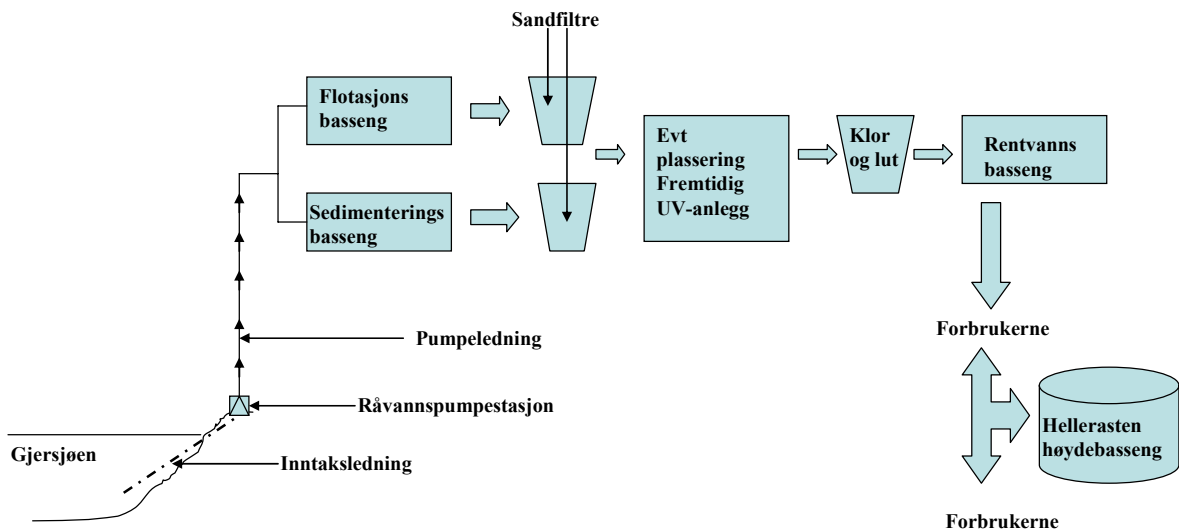 Sandfiltre
Flotasjons
basseng
Sedimenterings
basseng
Evt
plassering
Fremtidig
UV-anlegg
Klor
og lut
Rentvanns
basseng
Forbrukerne
Pumpeledning
Råvannspumpestasjon
Gjersjøen
Inntaksledning
Hellerasten
høydebasseng
Forbrukerne